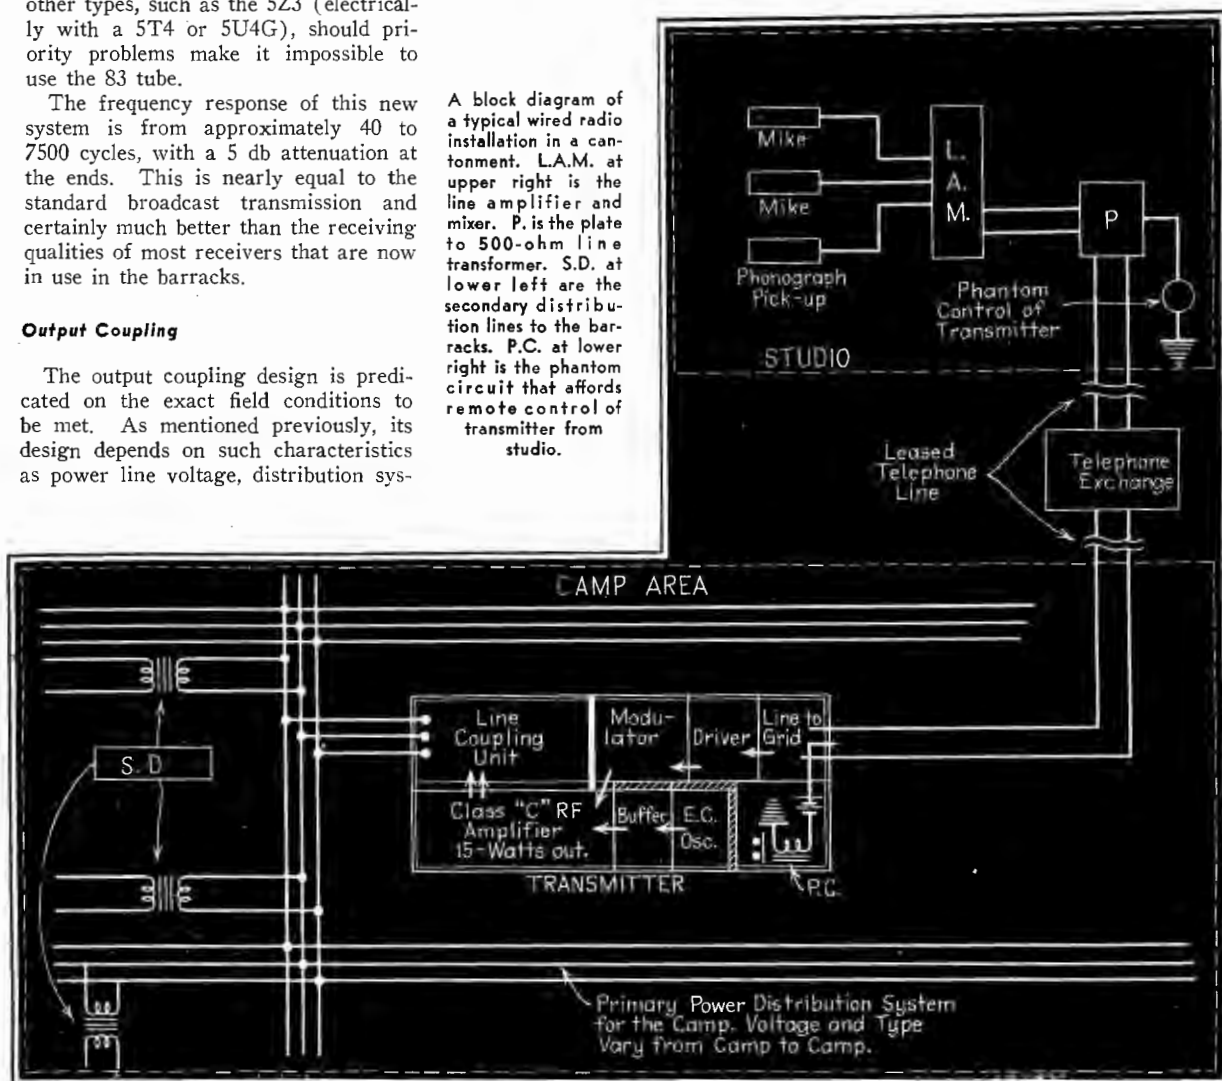 other types, such as the 5Z3 (electrical-
ly with a 5T4 or 5U4G), should pri-
ority problems make it impossible to
use the 83 tube.
The frequency response of this new
system is from approximately 40 to
7500 cycles, with a 5 db attenuation at
the ends. This is nearly equal to the
standard broadcast transmission and
certainly much better than the receiving
qualities of most receivers that are now
in use in the barracks.
Output Coupling
The output coupling design is predi-
cated on the exact field conditions to
be met. As mentioned previously, its
design depends on such characteristics
as power line voltage, distribution sys-
A block diagram of
a typical wired radio
installation in a can-
tonment. L.A.M. at
upper right is the
line amplifier and
mixer. P. is the plate
to 500-ohm line
transformer. S.D. at
lower left are the
secondary distribu-
tion lines to the bar-
racks. P.C. at lower
right is the phantom
circuit that affords
remote control of
transmitter from
studio.
Mike
Mike
Phonograph
Pick-up
L.
A.
M.
P
Phantom
Control of
Transmitter
STUDIO
Leased
Telephone
Line
Telephone
Exchange
CAMP AREA
S.D
Line
Coupling
Unit
Modu-
lator
Driver
Line to
Grid
Class "C" RF
Amplifier
15-Watts out.
Buffer
E.C.
Osc.
TRANSMITTER
P.C.
Primary Power Distribution System
for the Camp. Voltage and Type
Vary from Camp to Camp.